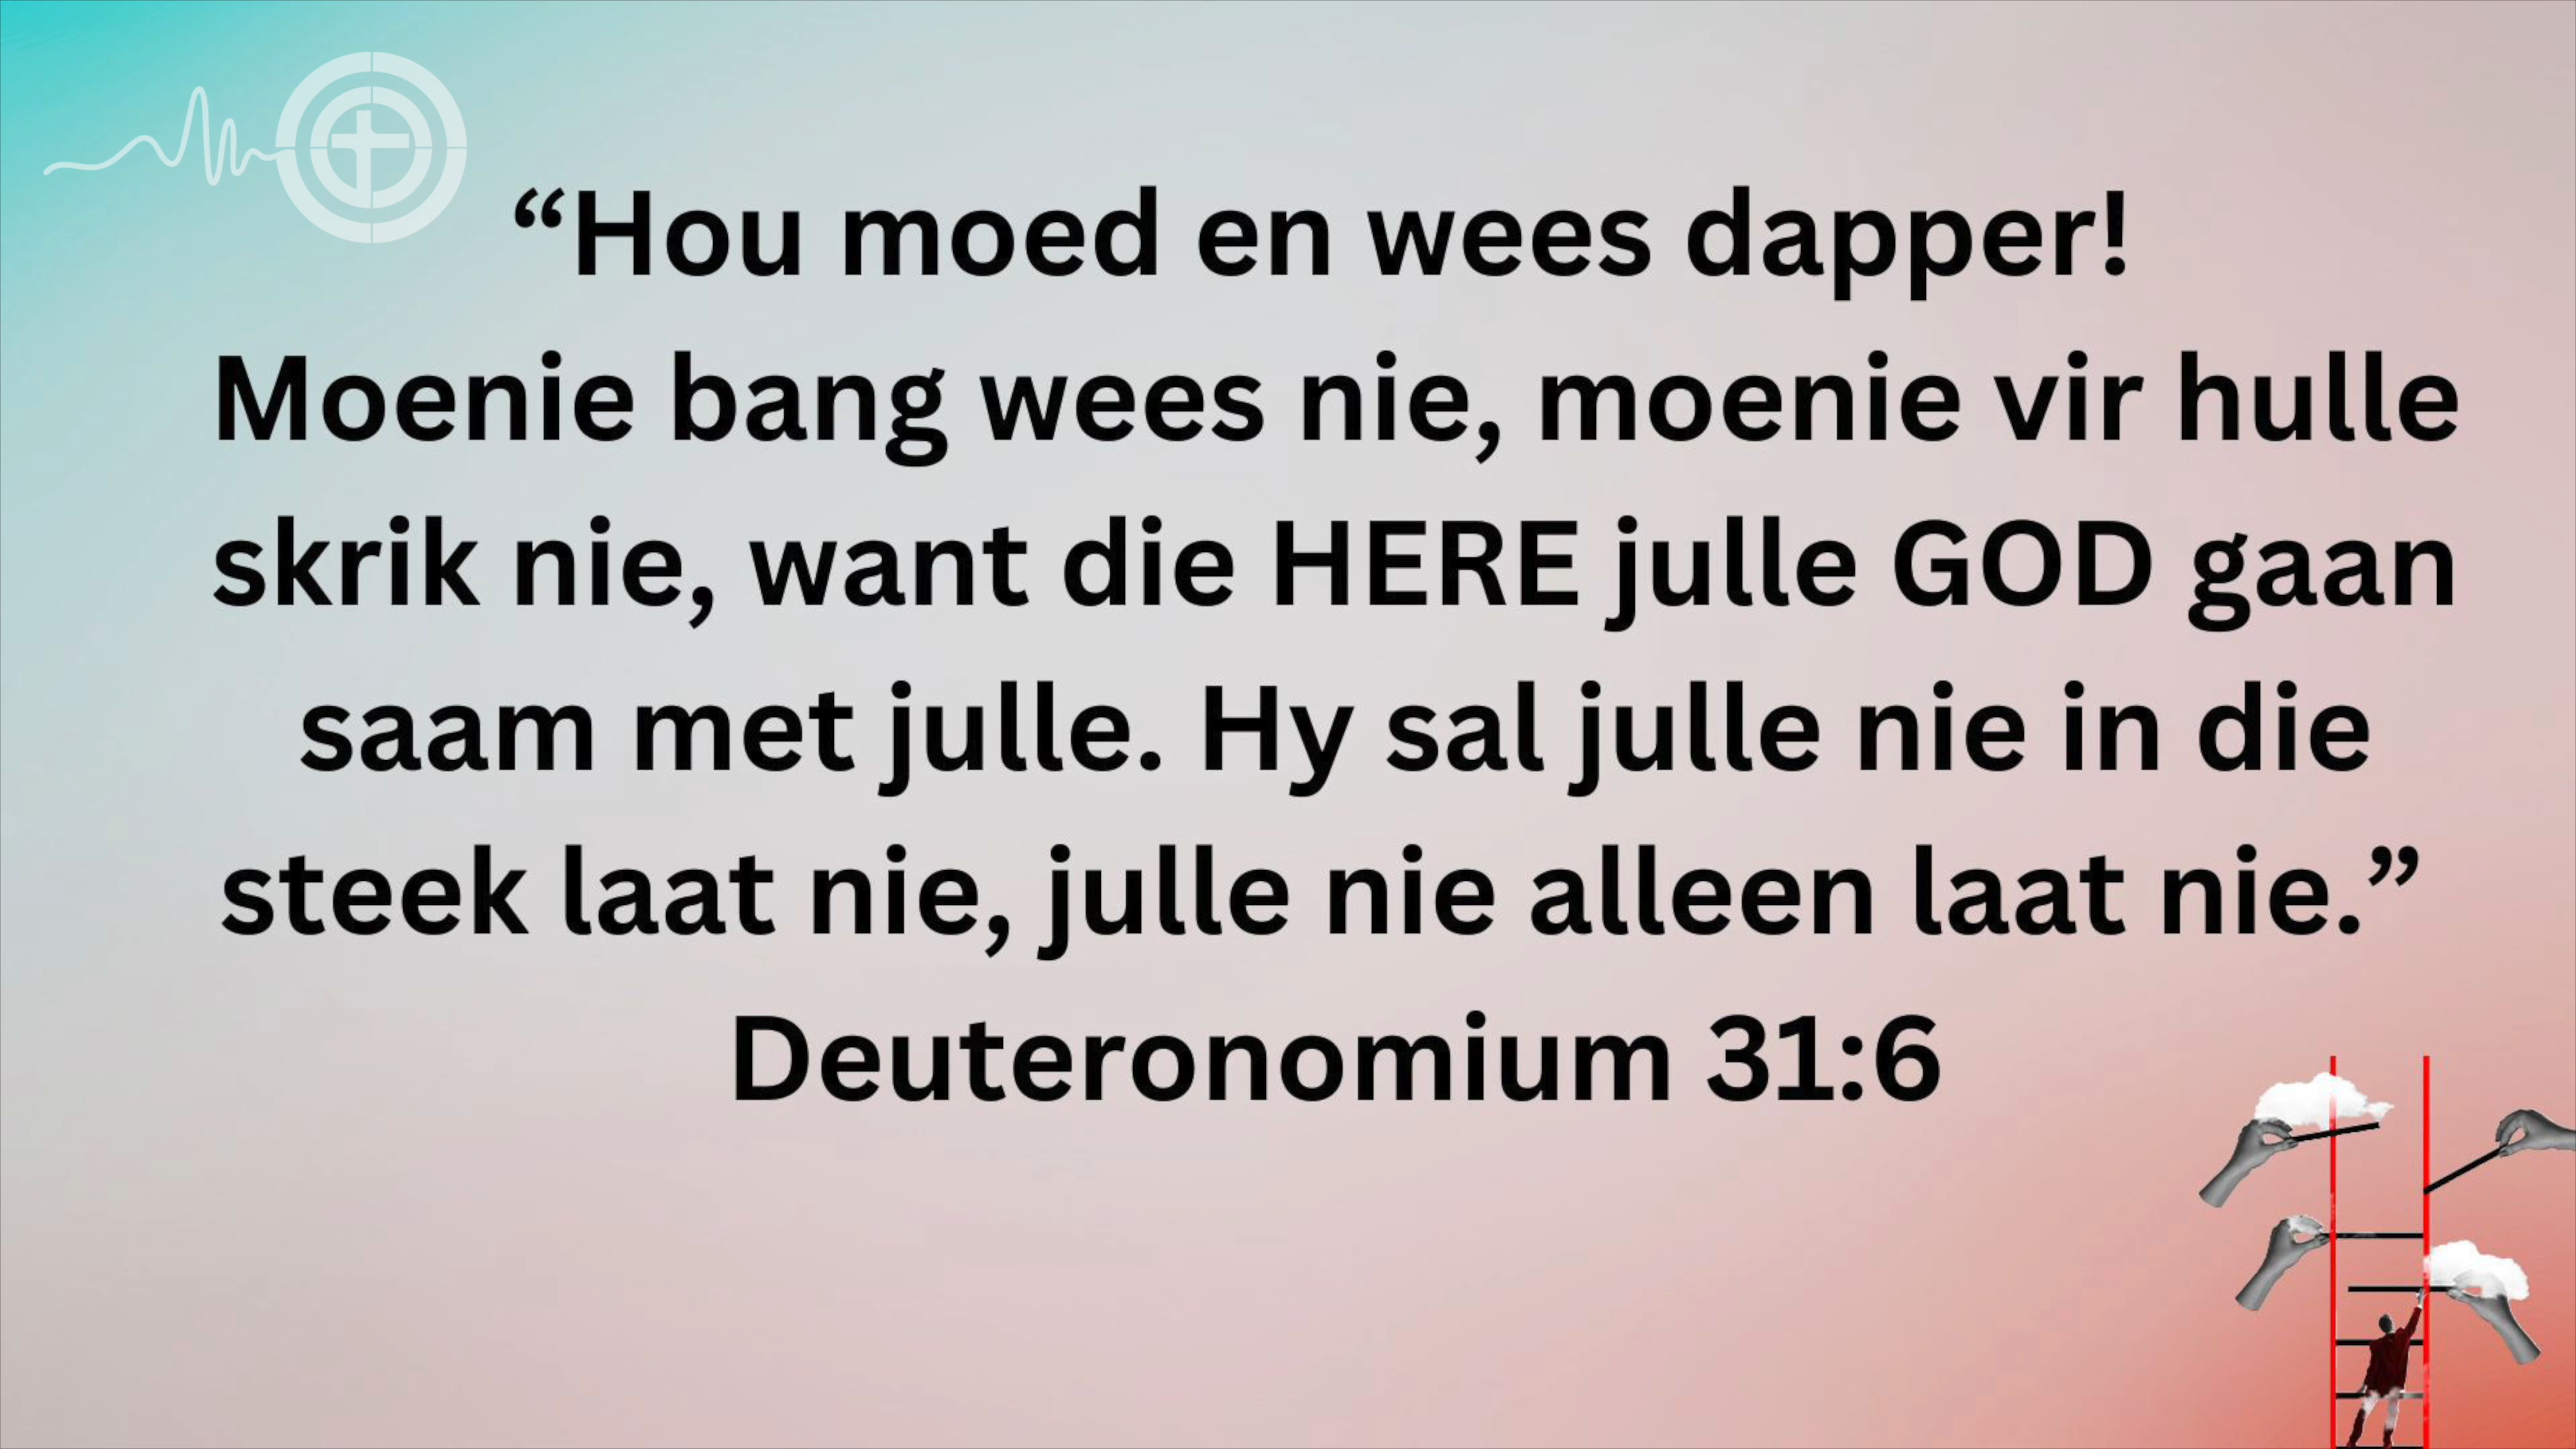 “Hou moed en wees dapper!
Moenie bang wees nie, moenie vir hulle
skrik nie, want die HERE julle GOD gaan
saam met julle. Hy sal julle nie in die
steek laat nie, julle nie alleen laat nie.”
Deuteronomium 31:6